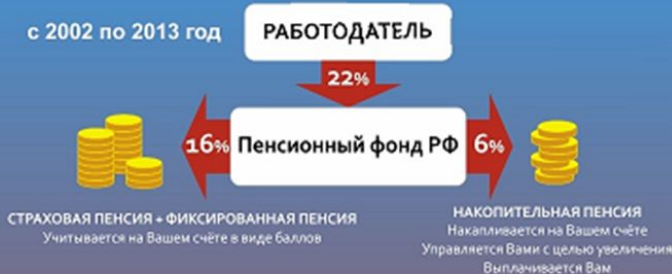 с 2002 по 2013 год
РАБОТОДАТЕЛЬ
22%
16%
Пенсионный фонд РФ
6%
СТРАХОВАЯ ПЕНСИЯ + ФИКСИРОВАННАЯ ПЕНСИЯ
Учитывается на Вашем счёте в виде баллов
НАКОПИТЕЛЬНАЯ ПЕНСИЯ
Накапливается на Вашем счёте
Управляется Вами с целью увеличения
Выплачивается Вам